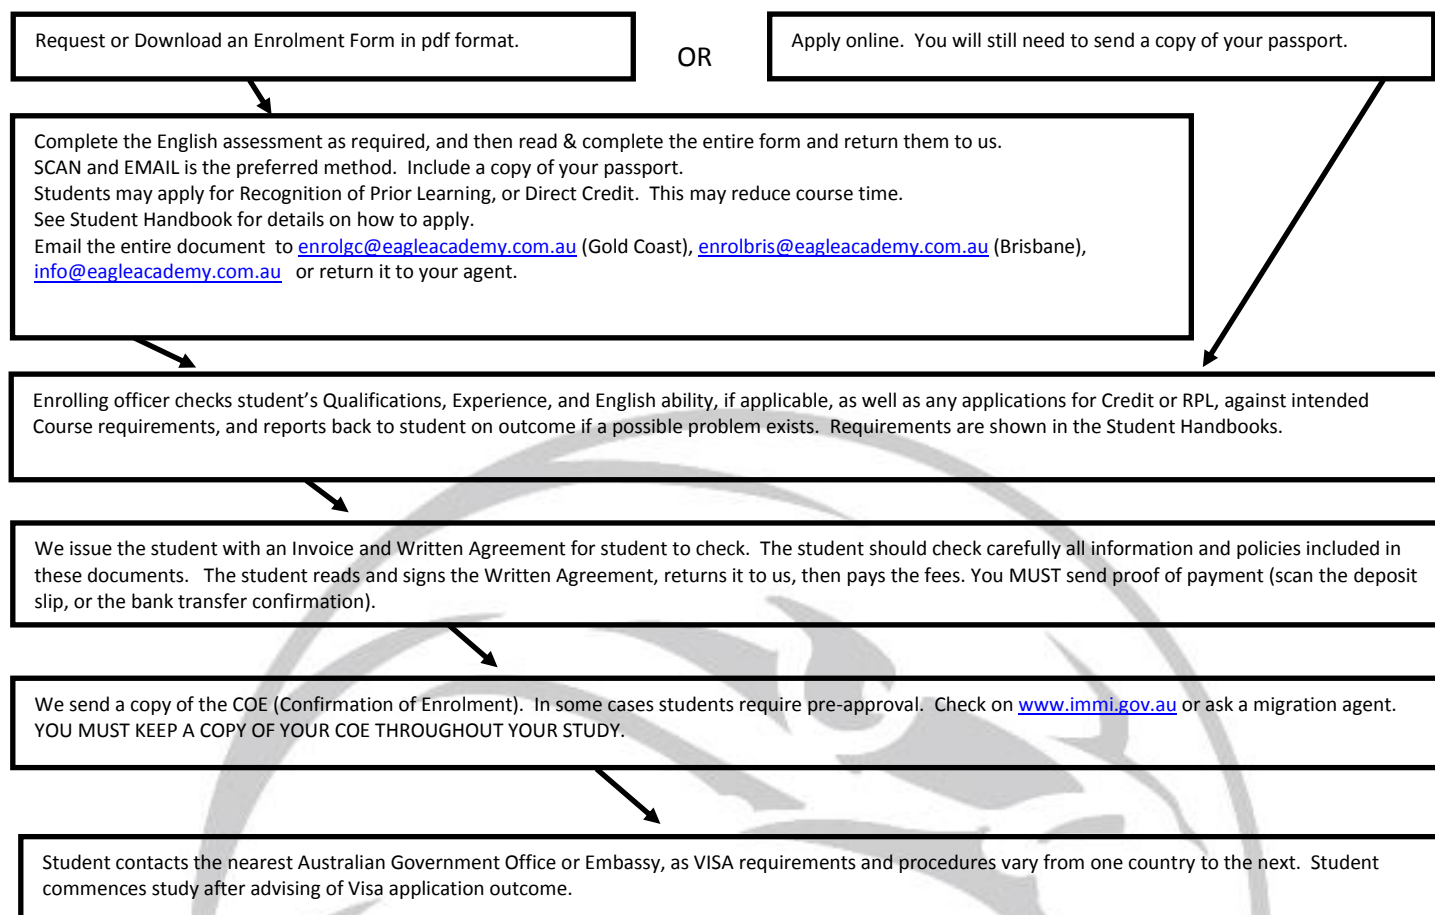 Request or Download an Enrolment Form in pdf format.
OR
Apply online.  You will still need to send a copy of your passport.
Complete the English assessment as required, and then read & complete the entire form and return them to us.
SCAN and EMAIL is the preferred method.  Include a copy of your passport.
Students may apply for Recognition of Prior Learning, or Direct Credit.  This may reduce course time.
See Student Handbook for details on how to apply.
Email the entire document  to enrolgc@eagleacademy.com.au (Gold Coast), enrolbris@eagleacademy.com.au (Brisbane),
info@eagleacademy.com.au   or return it to your agent.
Enrolling officer checks student's Qualifications, Experience, and English ability, if applicable, as well as any applications for Credit or RPL, against intended
Course requirements, and reports back to student on outcome if a possible problem exists.  Requirements are shown in the Student Handbooks.
We issue the student with an Invoice and Written Agreement for student to check.  The student should check carefully all information and policies included in
these documents.   The student reads and signs the Written Agreement, returns it to us, then pays the fees. You MUST send proof of payment (scan the deposit
slip, or the bank transfer confirmation).
We send a copy of the COE (Confirmation of Enrolment).  In some cases students require pre-approval.  Check on www.immi.gov.au or ask a migration agent.
YOU MUST KEEP A COPY OF YOUR COE THROUGHOUT YOUR STUDY.
Student contacts the nearest Australian Government Office or Embassy, as VISA requirements and procedures vary from one country to the next.  Student
commences study after advising of Visa application outcome.